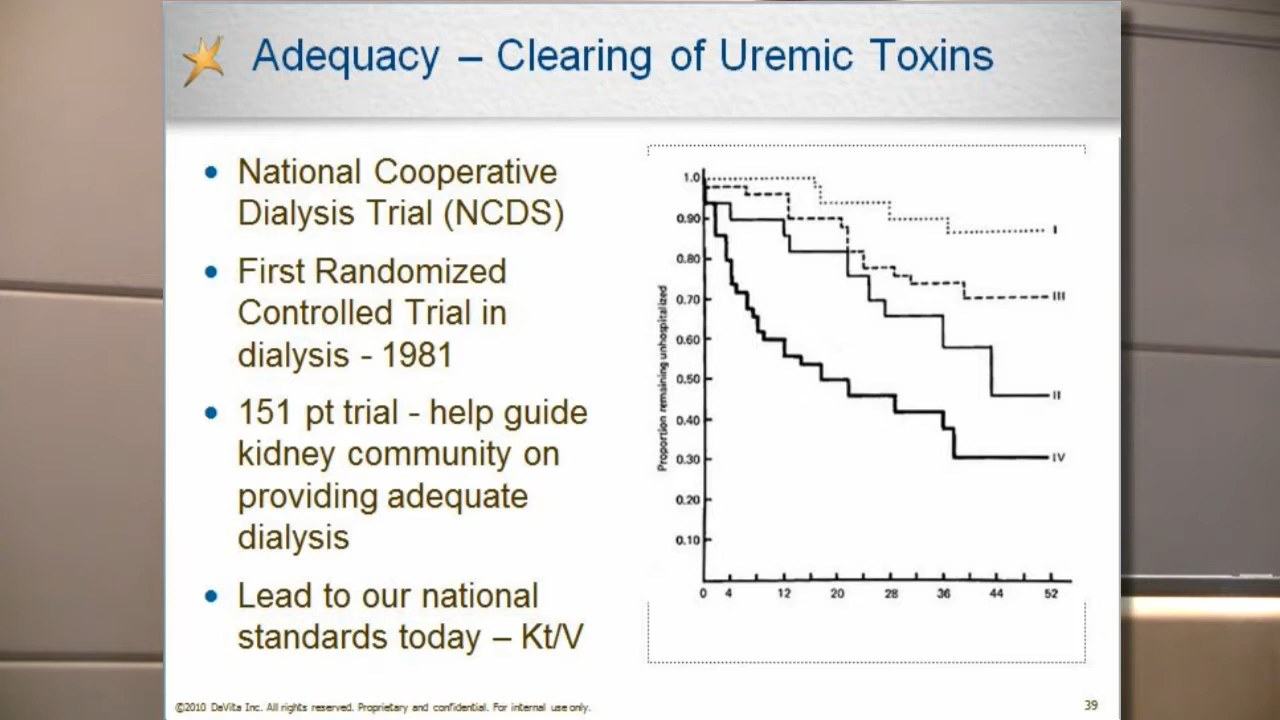 Adequacy – Clearing of Uremic Toxins
• National Cooperative
Dialysis Trial (NCDS)
• First Randomized
Controlled Trial in
dialysis - 1981
• 151 pt trial - help guide
kidney community on
providing adequate
dialysis
• Lead to our national
standards today – Kt/V
Proportion remaining unhospitalized
1.0
0.90
0.80
0.70
0.60
0.50
0.40
0.30
0.20
0.10
I
III
II
IV
0 4 12 20 28 36 44 52
©2010 DaVita Inc. All rights reserved. Proprietary and confidential. For internal use only.
39